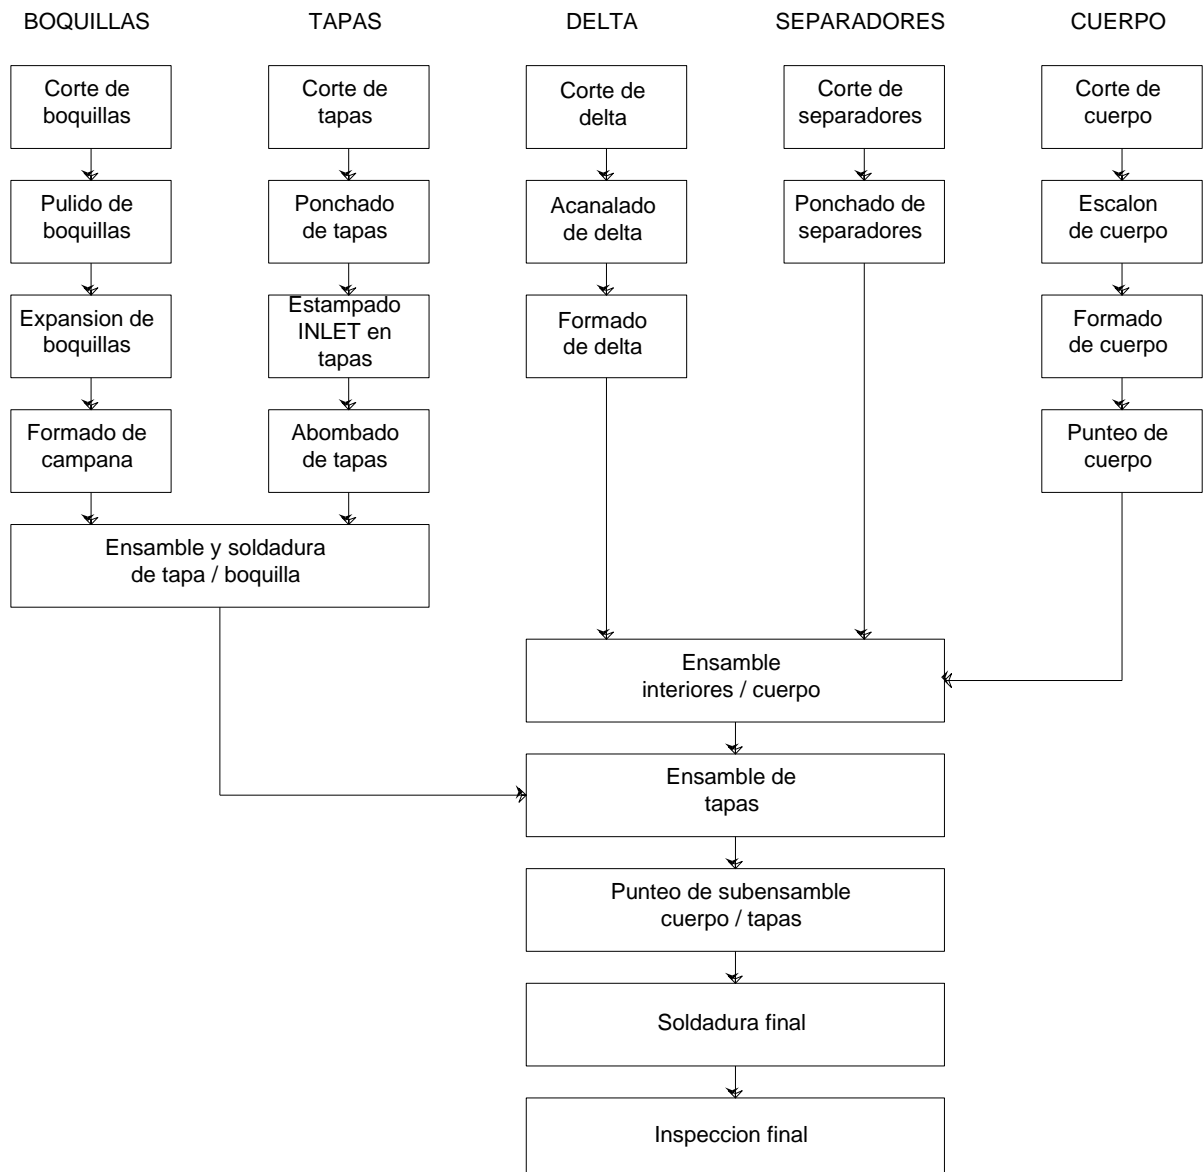 BOQUILLAS
TAPAS
DELTA
SEPARADORES
CUERPO
Corte de
boquillas
Corte de
tapas
Corte de
delta
Corte de
separadores
Corte de
cuerpo
Pulido de
boquillas
Ponchado
de tapas
Acanalado
de delta
Ponchado de
separadores
Escalon
de cuerpo
Expansion de
boquillas
Estampado
INLET en
tapas
Formado
de delta
Formado
de cuerpo
Formado de
campana
Abombado
de tapas
Punteo de
cuerpo
Ensamble y soldadura
de tapa / boquilla
Ensamble
interiores / cuerpo
Ensamble de
tapas
Punteo de subensamble
cuerpo / tapas
Soldadura final
Inspeccion final